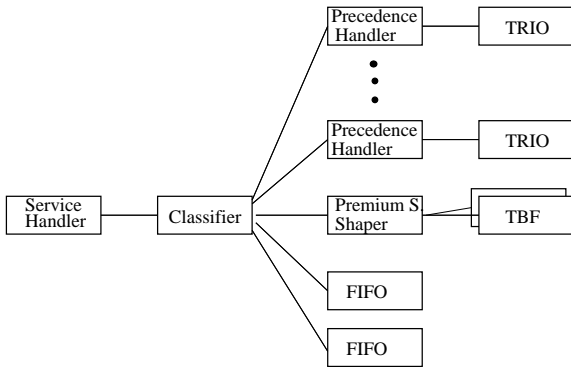 Precedence
Handler
TRIO
Precedence
Handler
TRIO
Service
Handler
Classifier
Premium S.
Shaper
TBF
FIFO
FIFO